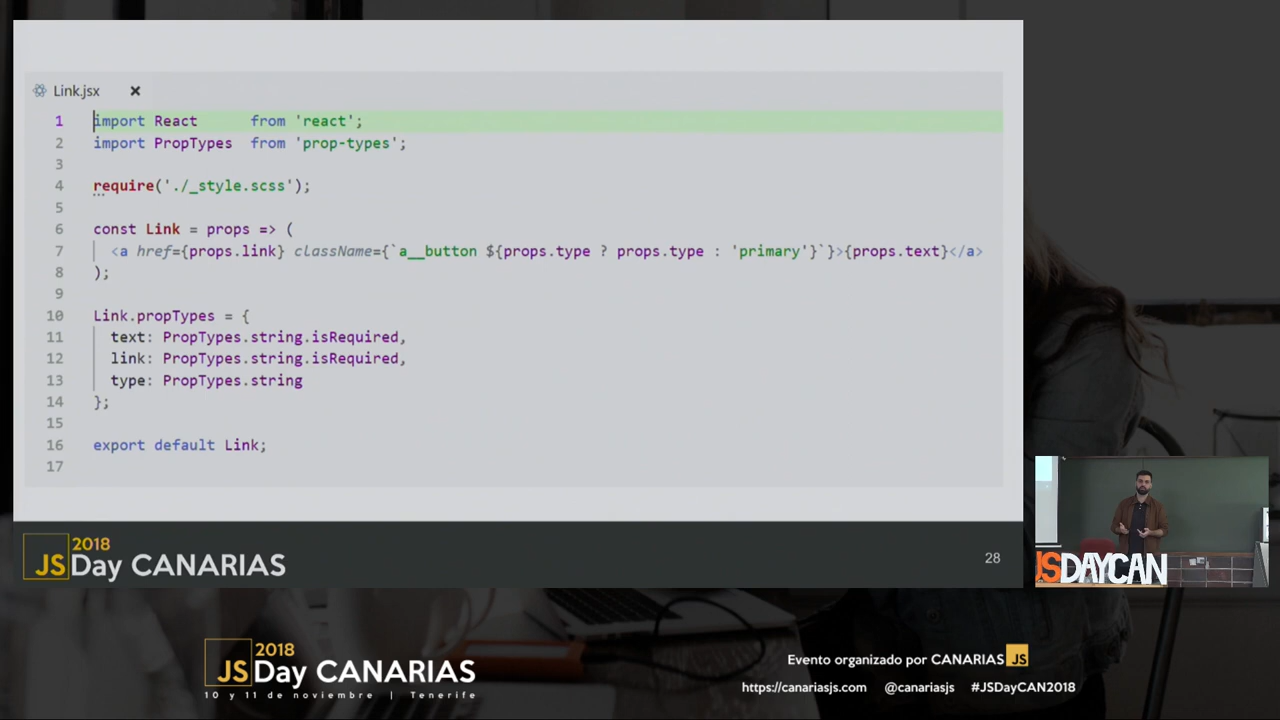 Link.jsx ×
1 import React from 'react';
2 import PropTypes from 'prop-types';
3
4 require('./_style.scss');
5
6 const Link = props => (
7 <a href={props.link} className={`a__button ${props.type ? props.type : 'primary'}`}>{props.text}</a>
8 );
9
10 Link.propTypes = {
11 text: PropTypes.string.isRequired,
12 link: PropTypes.string.isRequired,
13 type: PropTypes.string
14 };
15
16 export default Link;
17
2018
JSDay CANARIAS
28
JSDAYCAN
2018
JSDay CANARIAS
10 y 11 de noviembre | Tenerife
Evento organizado por CANARIAS JS
https://canariasjs.com @canariasjs #JSDayCAN2018